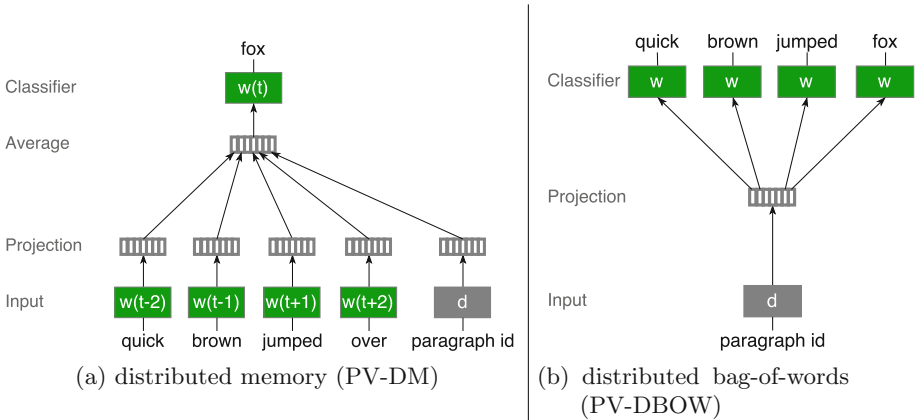 fox
Classifier
w(t)
Average
Projection
Input
w(t-2) w(t-1) w(t+1) w(t+2) d
quick brown jumped over paragraph id
(a) distributed memory (PV-DM)
quick brown jumped fox
Classifier
w w w w
Projection
Input
d
paragraph id
(b) distributed bag-of-words
(PV-DBOW)